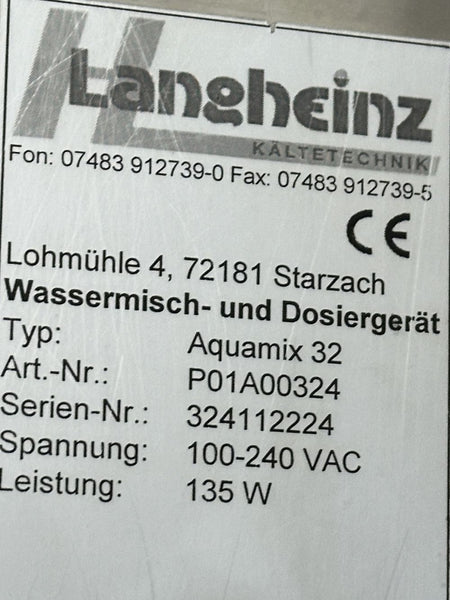 Langheinz
KÄLTETECHNIK
Fon: 07483 912739-0 Fax: 07483 912739-5
CE
Lohmühle 4, 72181 Starzach
Wassermisch- und Dosiergerät
Typ: Aquamix 32
Art.-Nr.: P01A00324
Serien-Nr.: 324112224
Spannung: 100-240 VAC
Leistung: 135 W